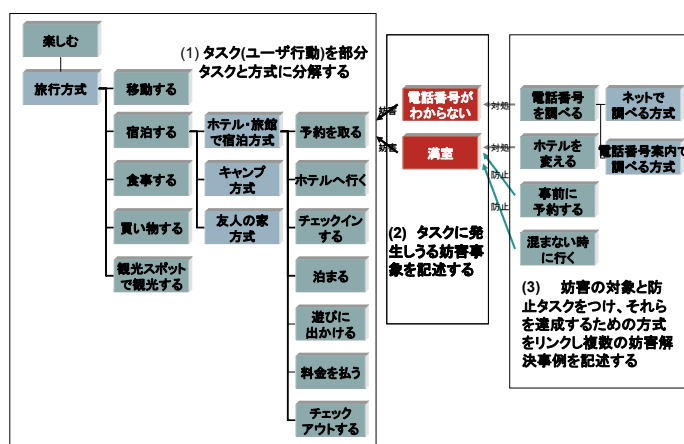 楽しむ
(1) タスク(ユーザ行動)を部分
タスクと方式に分解する
旅行方式
移動する
宿泊する
食事する
買い物する
観光スポット
で観光する
ホテル・旅館
で宿泊方式
キャンプ
方式
友人の家
方式
予約を取る
ホテルへ行く
チェックイン
する
泊まる
遊びに
出かける
料金を払う
チェック
アウトする
妨害
妨害
電話番号が
わからない
満室
(2) タスクに発
生しうる妨害事
象を記述する
対処
対処
防止
防止
電話番号
を調べる
ホテルを
変える
事前に
予約する
混まない時
に行く
ネットで
調べる方式
電話番号案内で
調べる方式
(3) 妨害の対象と防
止タスクをつけ、それら
を達成するための方式
をリンクし複数の妨害解
決事例を記述する